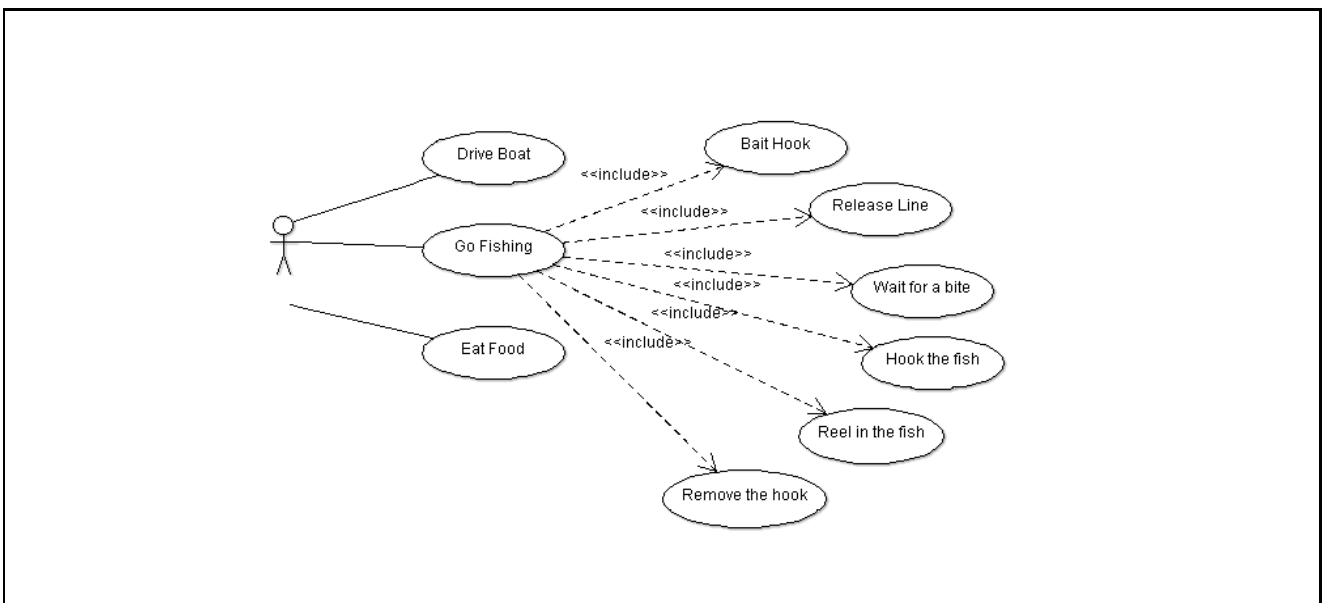 Drive Boat
Go Fishing
Eat Food
<<include>>
<<include>>
<<include>>
<<include>>
<<include>>
<<include>>
Bait Hook
Release Line
Wait for a bite
Hook the fish
Reel in the fish
Remove the hook